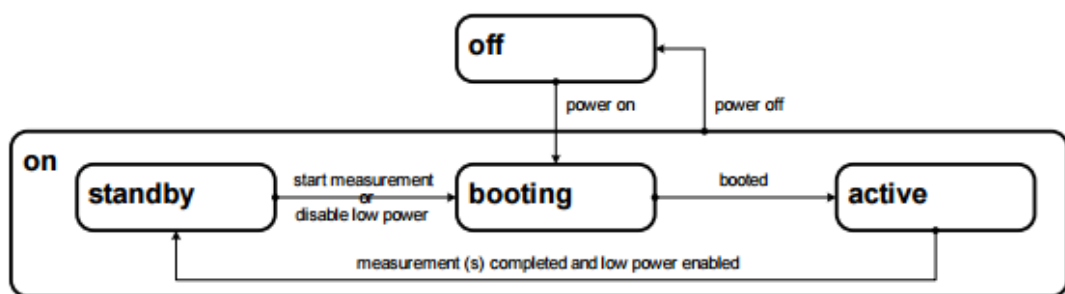 off
power on
power off
on
standby
start measurement
or
disable low power
booting
booted
active
measurement (s) completed and low power enabled